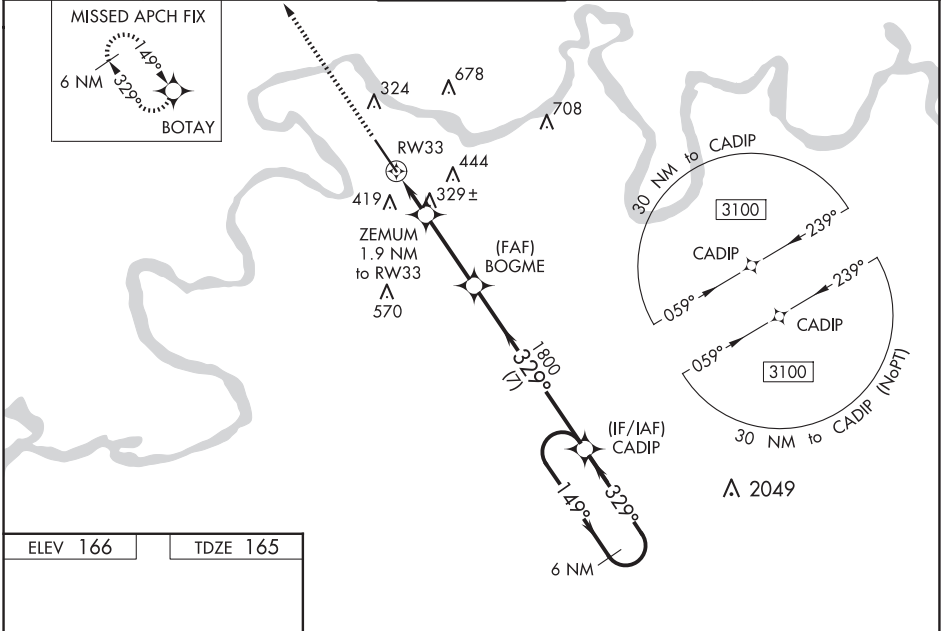 MISSED APCH FIX
6 NM
149°
329°
BOTAY
324
678
708
RW33
444
419
329±
ZEMUM
1.9 NM
to RW33
570
(FAF)
BOGME
1800
329°
(7)
(IF/IAF)
CADIP
149°
329°
6 NM
30 NM to CADIP
3100
239°
CADIP
059°
239°
CADIP
059°
3100
30 NM to CADIP (NoPT)
2049
ELEV 166
TDZE 165